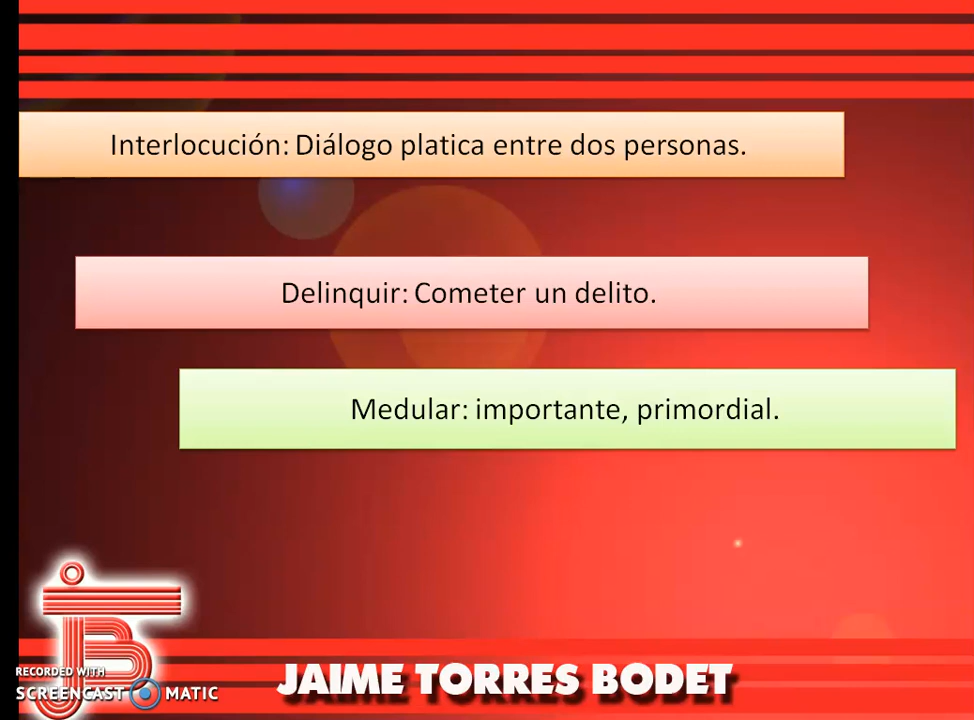 Interlocución: Diálogo platica entre dos personas.
Delinquir: Cometer un delito.
Medular: importante, primordial.
RECORDED WITH
SCREENCAST MATIC
JAIME TORRES BODET